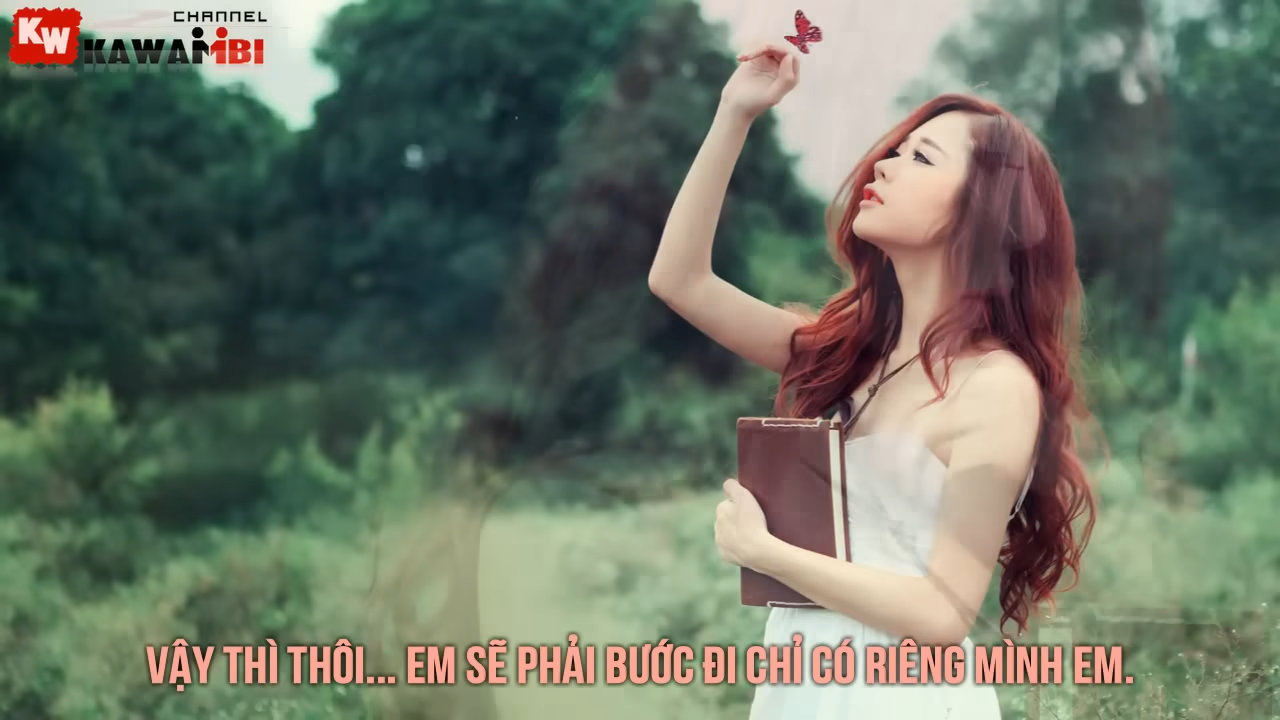 KW CHANNEL
KAWAMBI
VẬY THÌ THÔI... EM SẼ PHẢI BƯỚC ĐI CHỈ CÓ RIÊNG MÌNH EM.